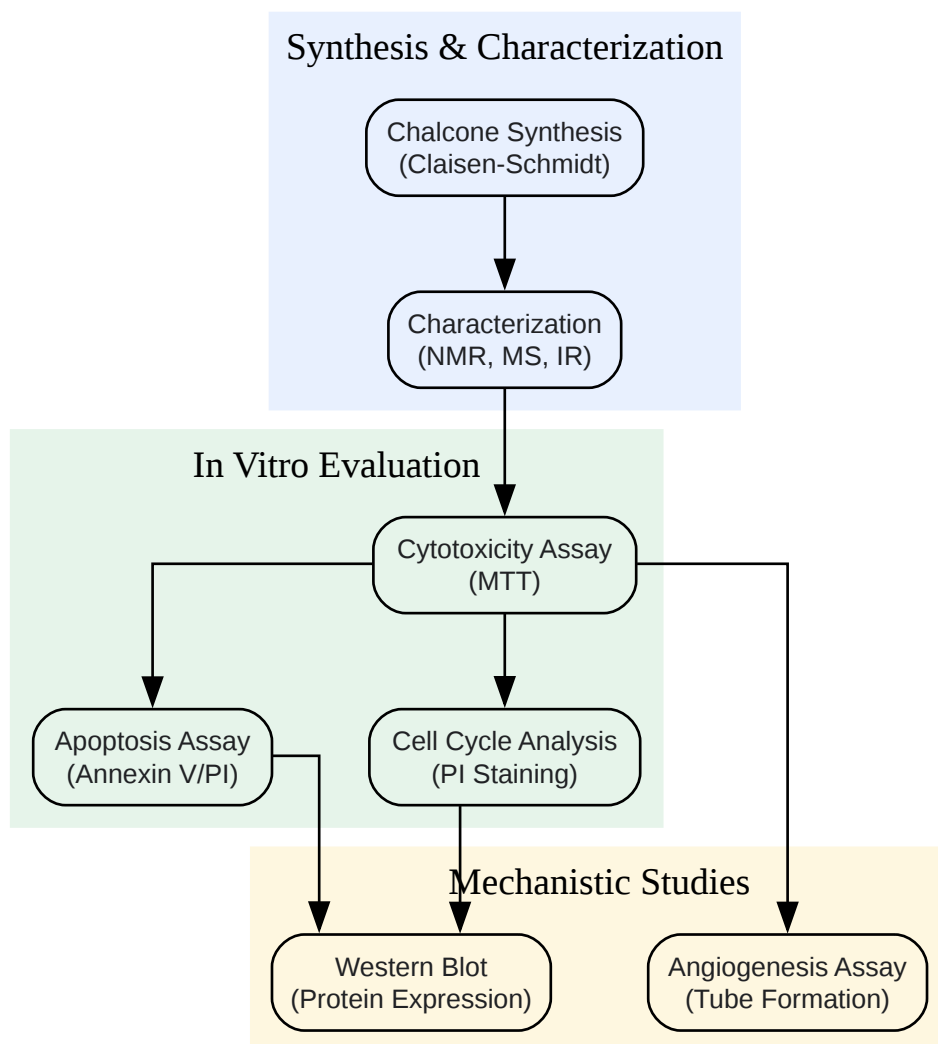 Synthesis & Characterization
Chalcone Synthesis
(Claisen-Schmidt)
Characterization
(NMR, MS, IR)
In Vitro Evaluation
Cytotoxicity Assay
(MTT)
Apoptosis Assay
(Annexin V/PI)
Cell Cycle Analysis
(PI Staining)
Mechanistic Studies
Western Blot
(Protein Expression)
Angiogenesis Assay
(Tube Formation)